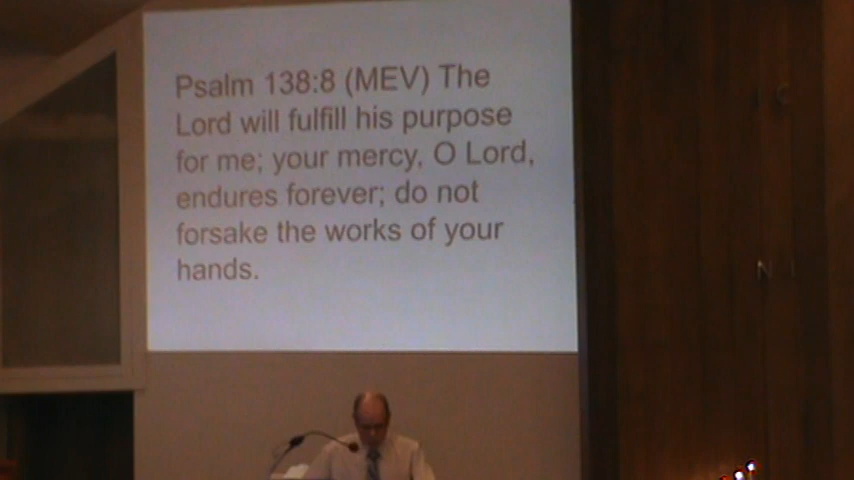 Psalm 138:8 (MEV) The
Lord will fulfill his purpose
for me; your mercy, O Lord,
endures forever; do not
forsake the works of your
hands.